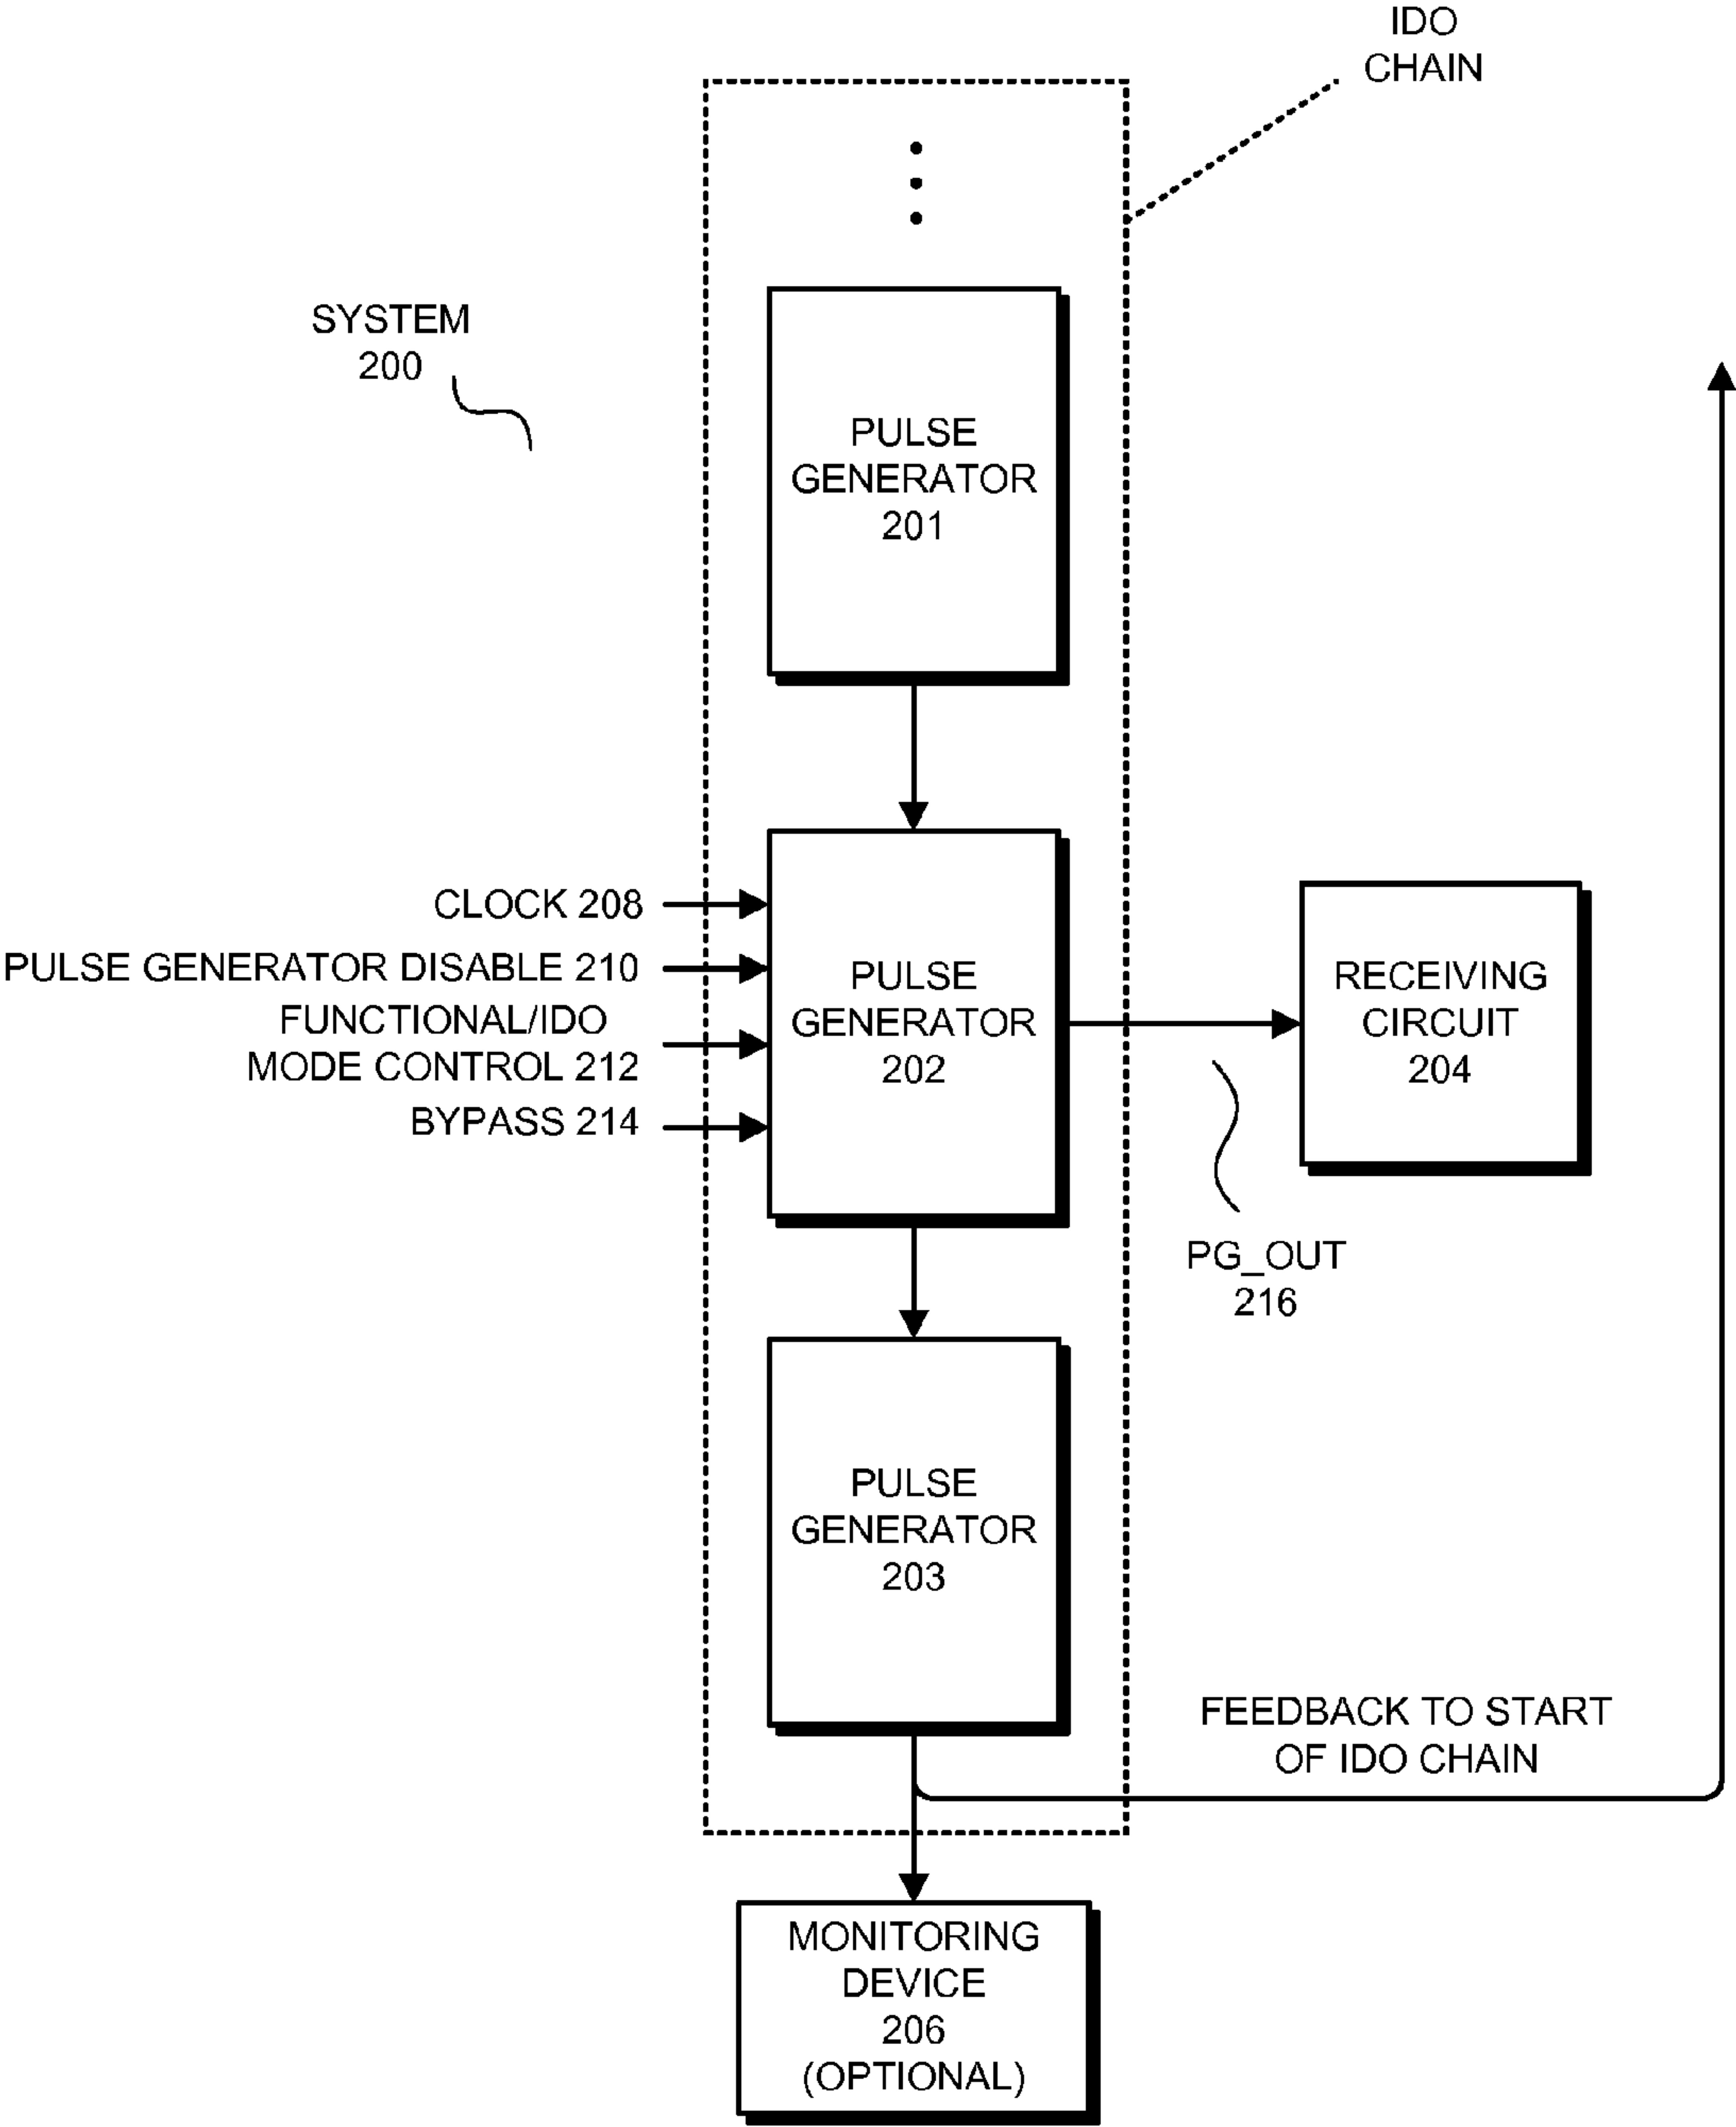 IDO
CHAIN
SYSTEM
200
PULSE
GENERATOR
201
CLOCK 208
PULSE GENERATOR DISABLE 210
FUNCTIONAL/IDO
MODE CONTROL 212
BYPASS 214
PULSE
GENERATOR
202
RECEIVING
CIRCUIT
204
PG_OUT
216
PULSE
GENERATOR
203
FEEDBACK TO START
OF IDO CHAIN
MONITORING
DEVICE
206
(OPTIONAL)